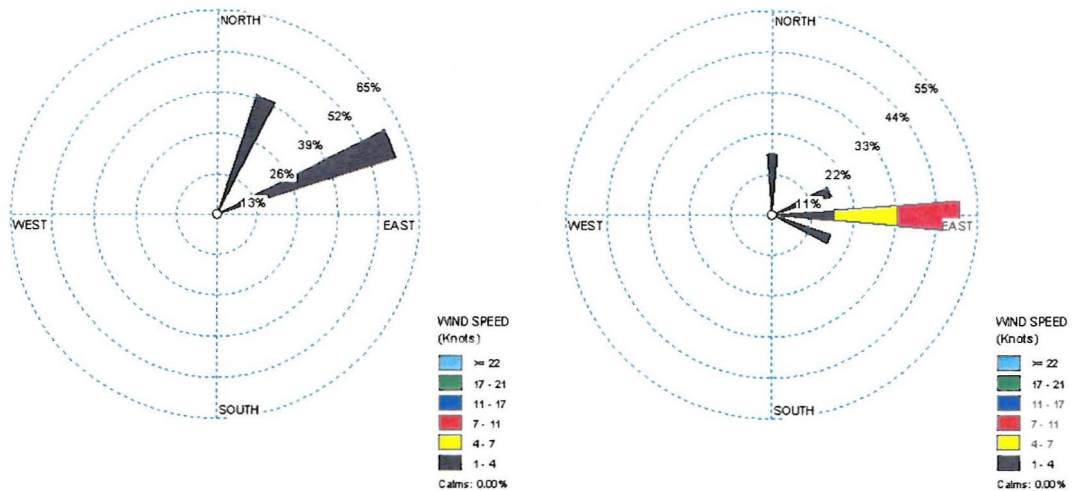 NORTH
65%
52%
39%
26%
13%
WEST
EAST
SOUTH
WIND SPEED
(Knots)
>= 22
17 - 21
11 - 17
7 - 11
4 - 7
1 - 4
Calms: 0.00%
NORTH
55%
44%
33%
22%
11%
WEST
EAST
SOUTH
WIND SPEED
(Knots)
>= 22
17 - 21
11 - 17
7 - 11
4 - 7
1 - 4
Calms: 0.00%